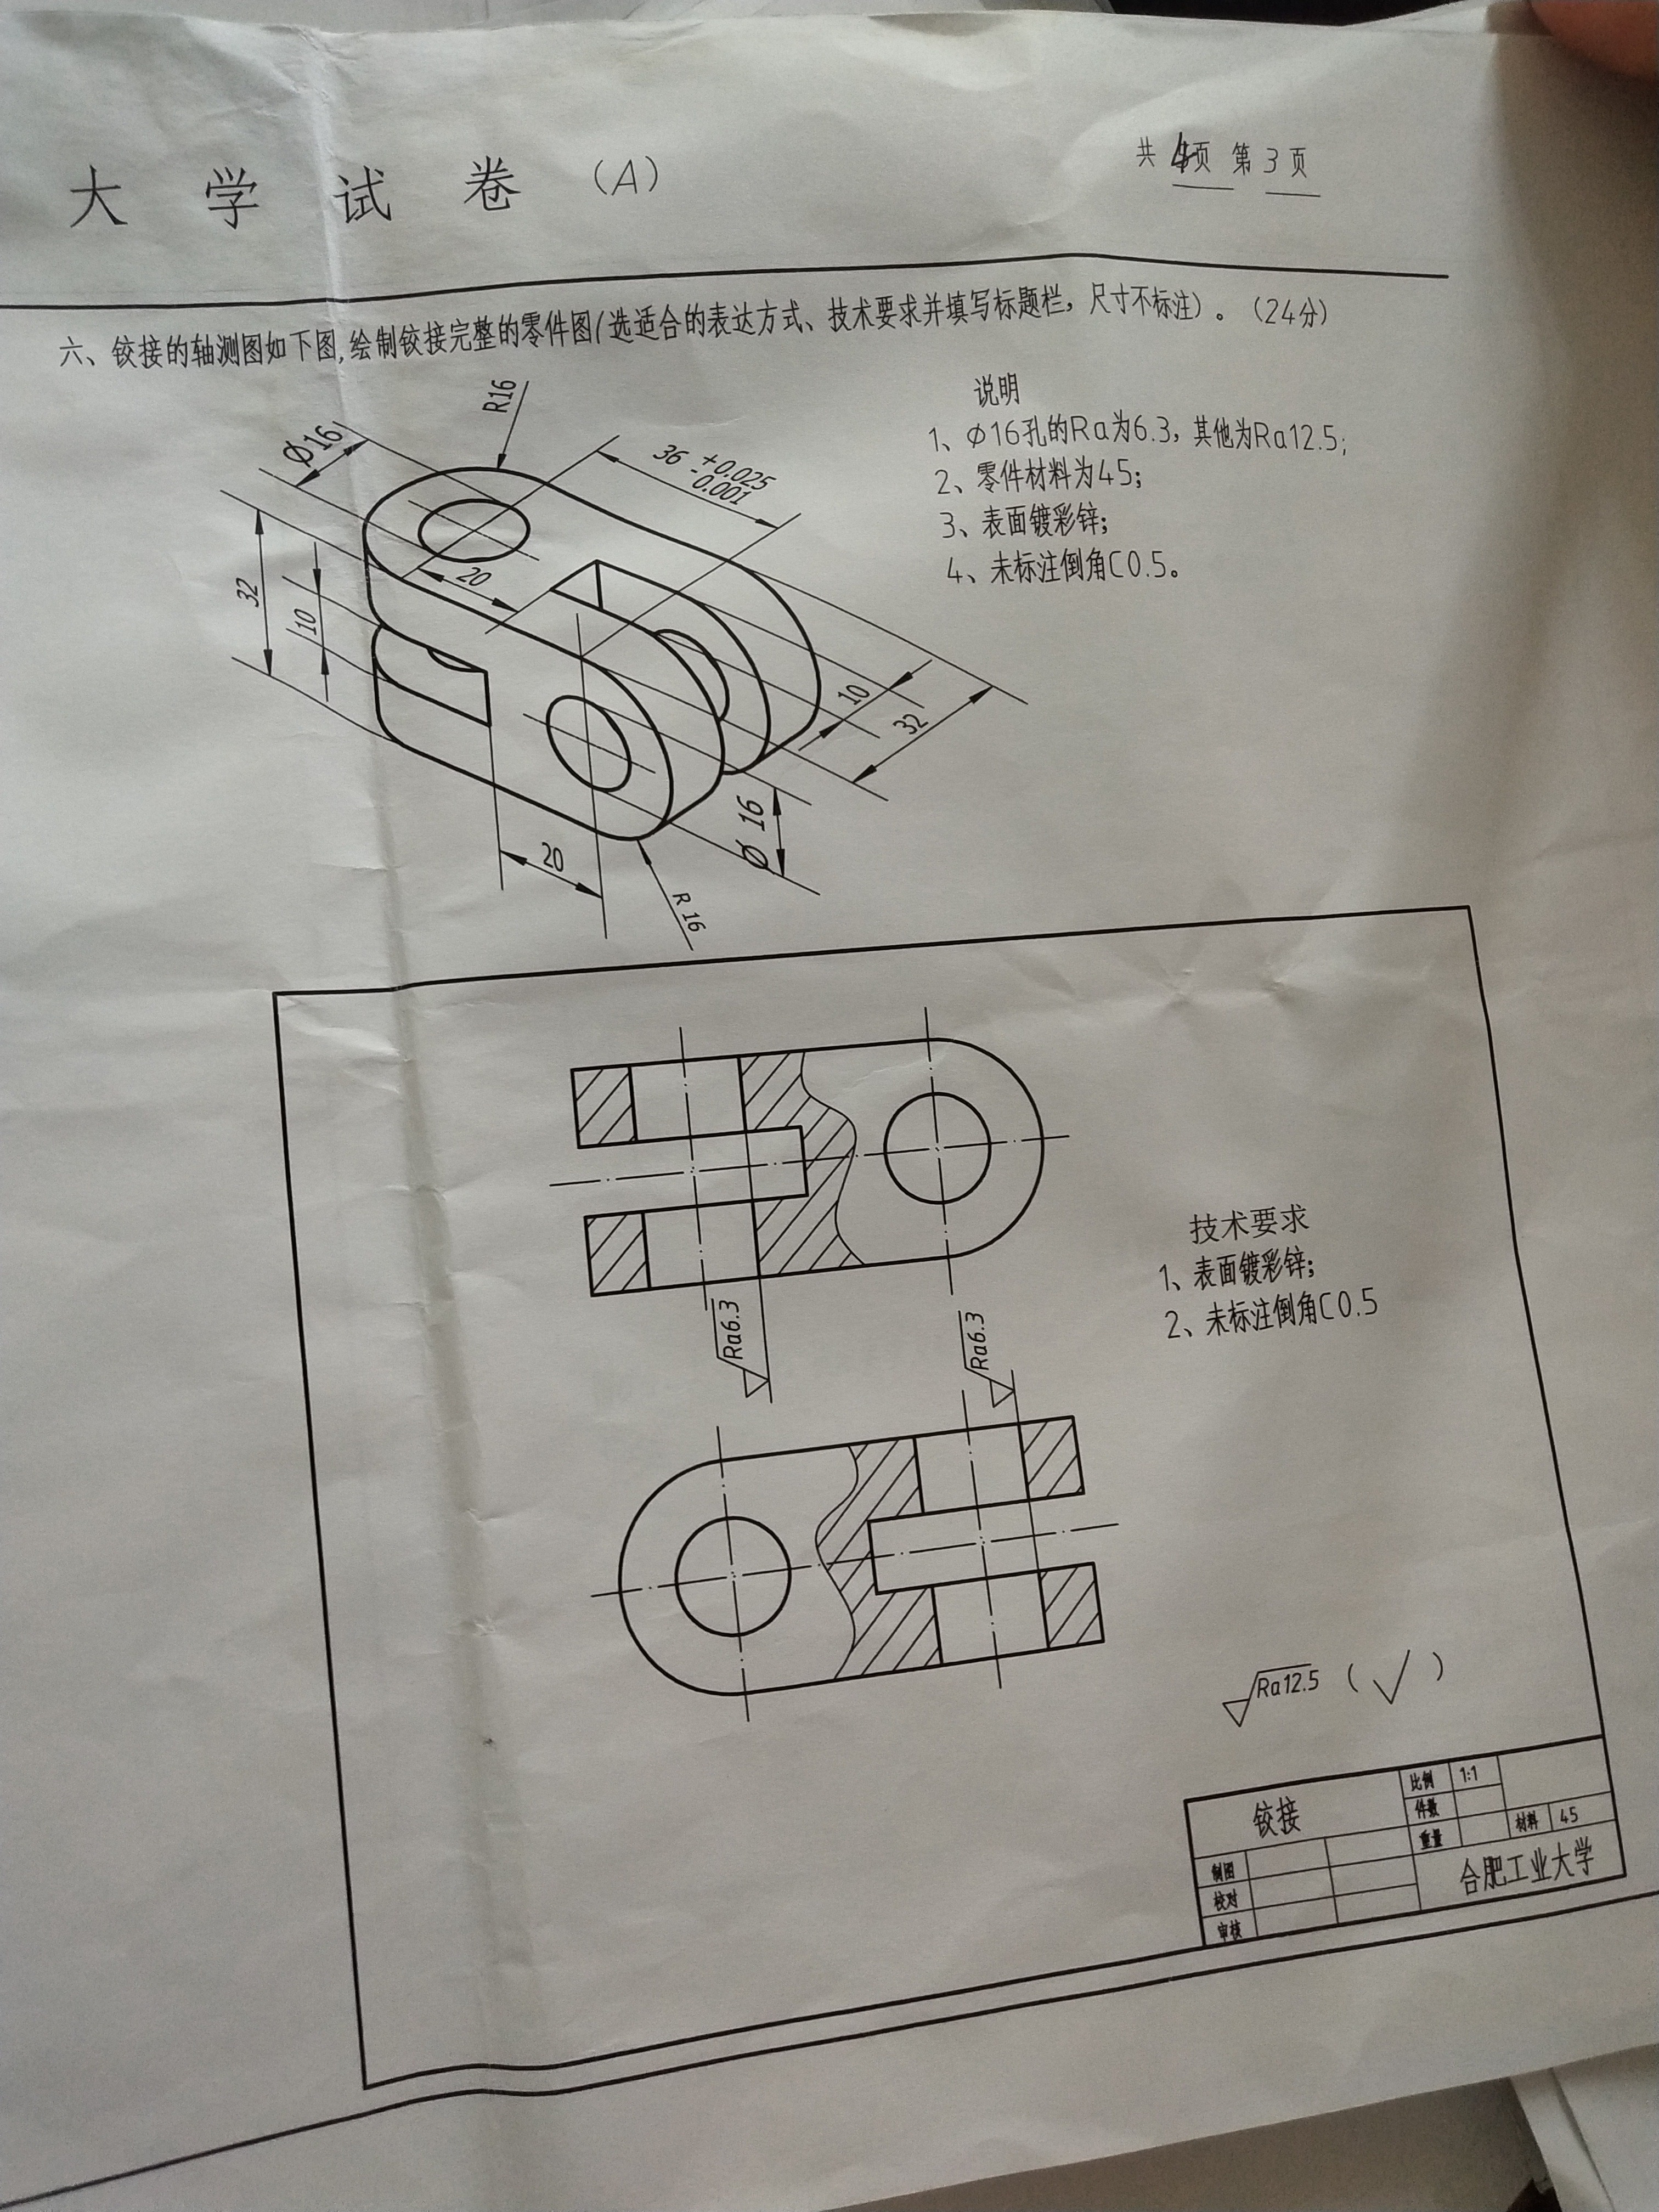 大 学 试 卷 (A)
共 4 页 第 3 页
六、铰接的轴测图如下图,绘制铰接完整的零件图(选适合的表达方式、技术要求并填写标题栏，尺寸不标注)。(24分)
说明
1、Φ16孔的Ra为6.3，其他为Ra12.5;
2、零件材料为45;
3、表面镀彩锌;
4、未标注倒角C0.5。
R16
Φ16
36 +0.025 -0.001
32
10
20
10
32
Φ16
20
R16
Ra6.3
Ra6.3
技术要求
1、表面镀彩锌;
2、未标注倒角C0.5
Ra12.5 ( √ )
铰接
比例 1:1
件数
重量
材料 45
制图
校对
审核
合肥工业大学